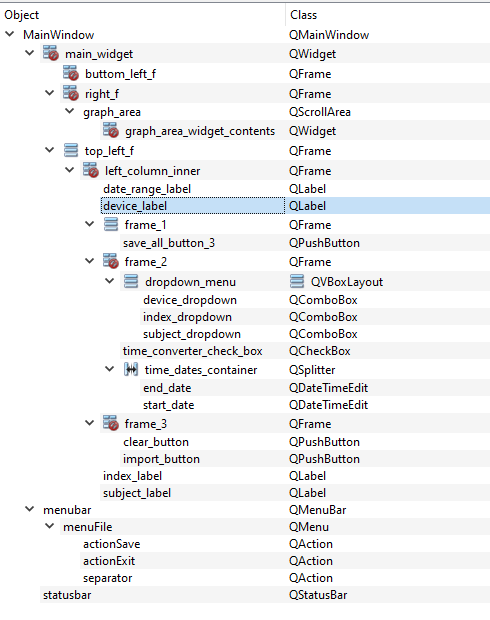 Object Class
MainWindow QMainWindow
main_widget QWidget
buttom_left_f QFrame
right_f QFrame
graph_area QScrollArea
graph_area_widget_contents QWidget
top_left_f QFrame
left_column_inner QFrame
date_range_label QLabel
device_label QLabel
frame_1 QFrame
save_all_button_3 QPushButton
frame_2 QFrame
dropdown_menu QVBoxLayout
device_dropdown QComboBox
index_dropdown QComboBox
subject_dropdown QComboBox
time_converter_check_box QCheckBox
time_dates_container QSplitter
end_date QDateTimeEdit
start_date QDateTimeEdit
frame_3 QFrame
clear_button QPushButton
import_button QPushButton
index_label QLabel
subject_label QLabel
menubar QMenuBar
menuFile QMenu
actionSave QAction
actionExit QAction
separator QAction
statusbar QStatusBar